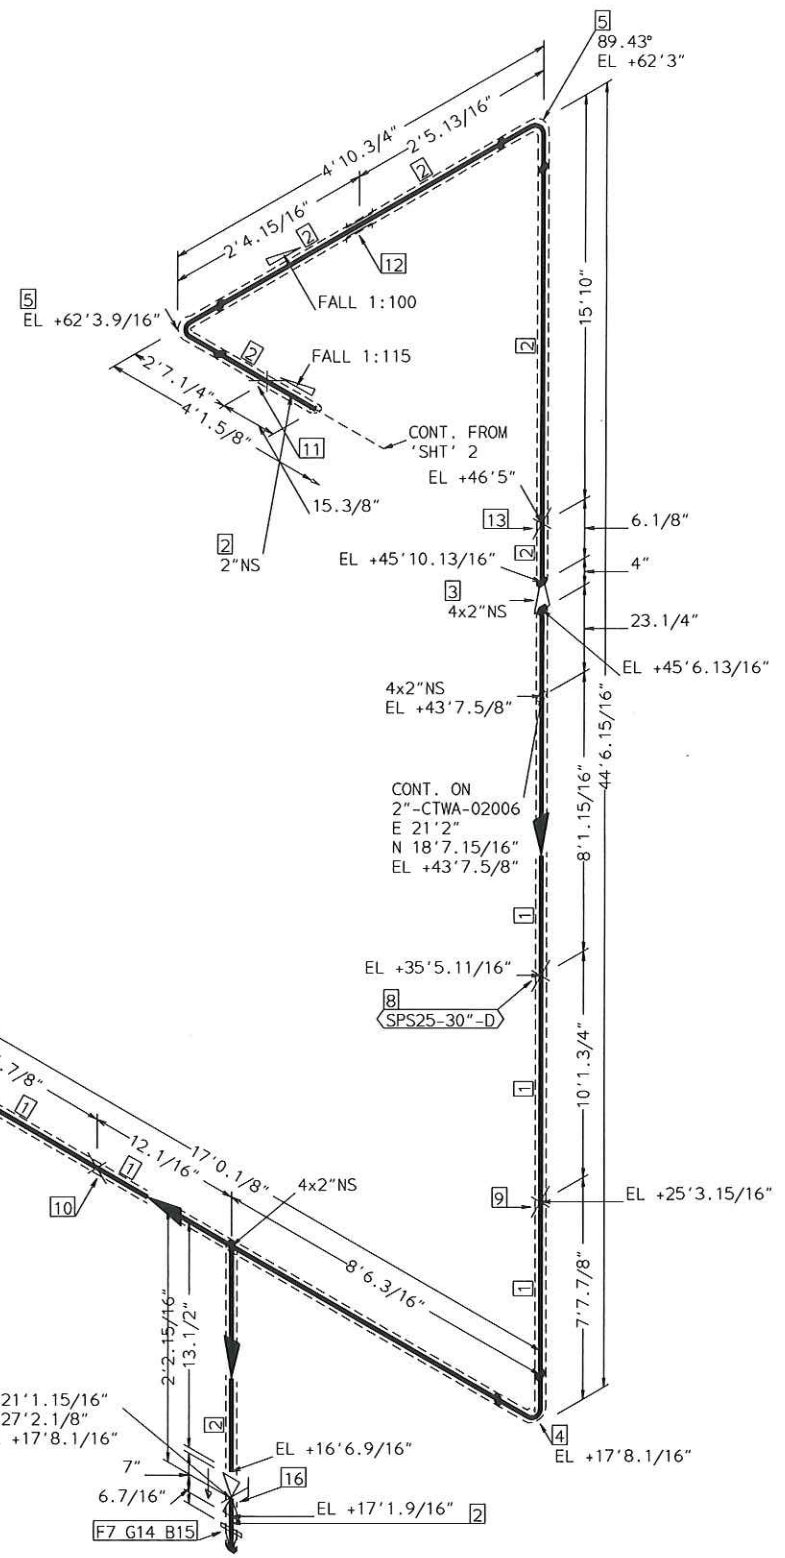 5
89.43°
EL +62'3"
4'10.3/4"
2'5.13/16"
2
2'4.15/16"
2
12
FALL 1:100
5
EL +62'3.9/16"
2
FALL 1:115
2'7.1/4"
4'1.5/8"
11
15.3/8"
CONT. FROM
'SHT' 2
2
2"NS
15'10"
2
EL +46'5"
13
6.1/8"
2
EL +45'10.13/16"
4"
3
4x2"NS
23.1/4"
EL +45'6.13/16"
4x2"NS
EL +43'7.5/8"
44'6.15/16"
8'1.15/16"
CONT. ON
2"-CTWA-02006
E 21'2"
N 18'7.15/16"
EL +43'7.5/8"
1
EL +35'5.11/16"
8
SPS25-30"-D
10'1.3/4"
1
.7/8"
1
12.1/16"
1
17'0.1/8"
4x2"NS
10
9
EL +25'3.15/16"
8'6.3/16"
1
7'7.7/8"
2'2.15/16"
13.1/2"
21'1.15/16"
27'2.1/8"
+17'8.1/16"
2
4
EL +17'8.1/16"
EL +16'6.9/16"
7"
16
6.7/16"
EL +17'1.9/16"
2
F7 G14 B15